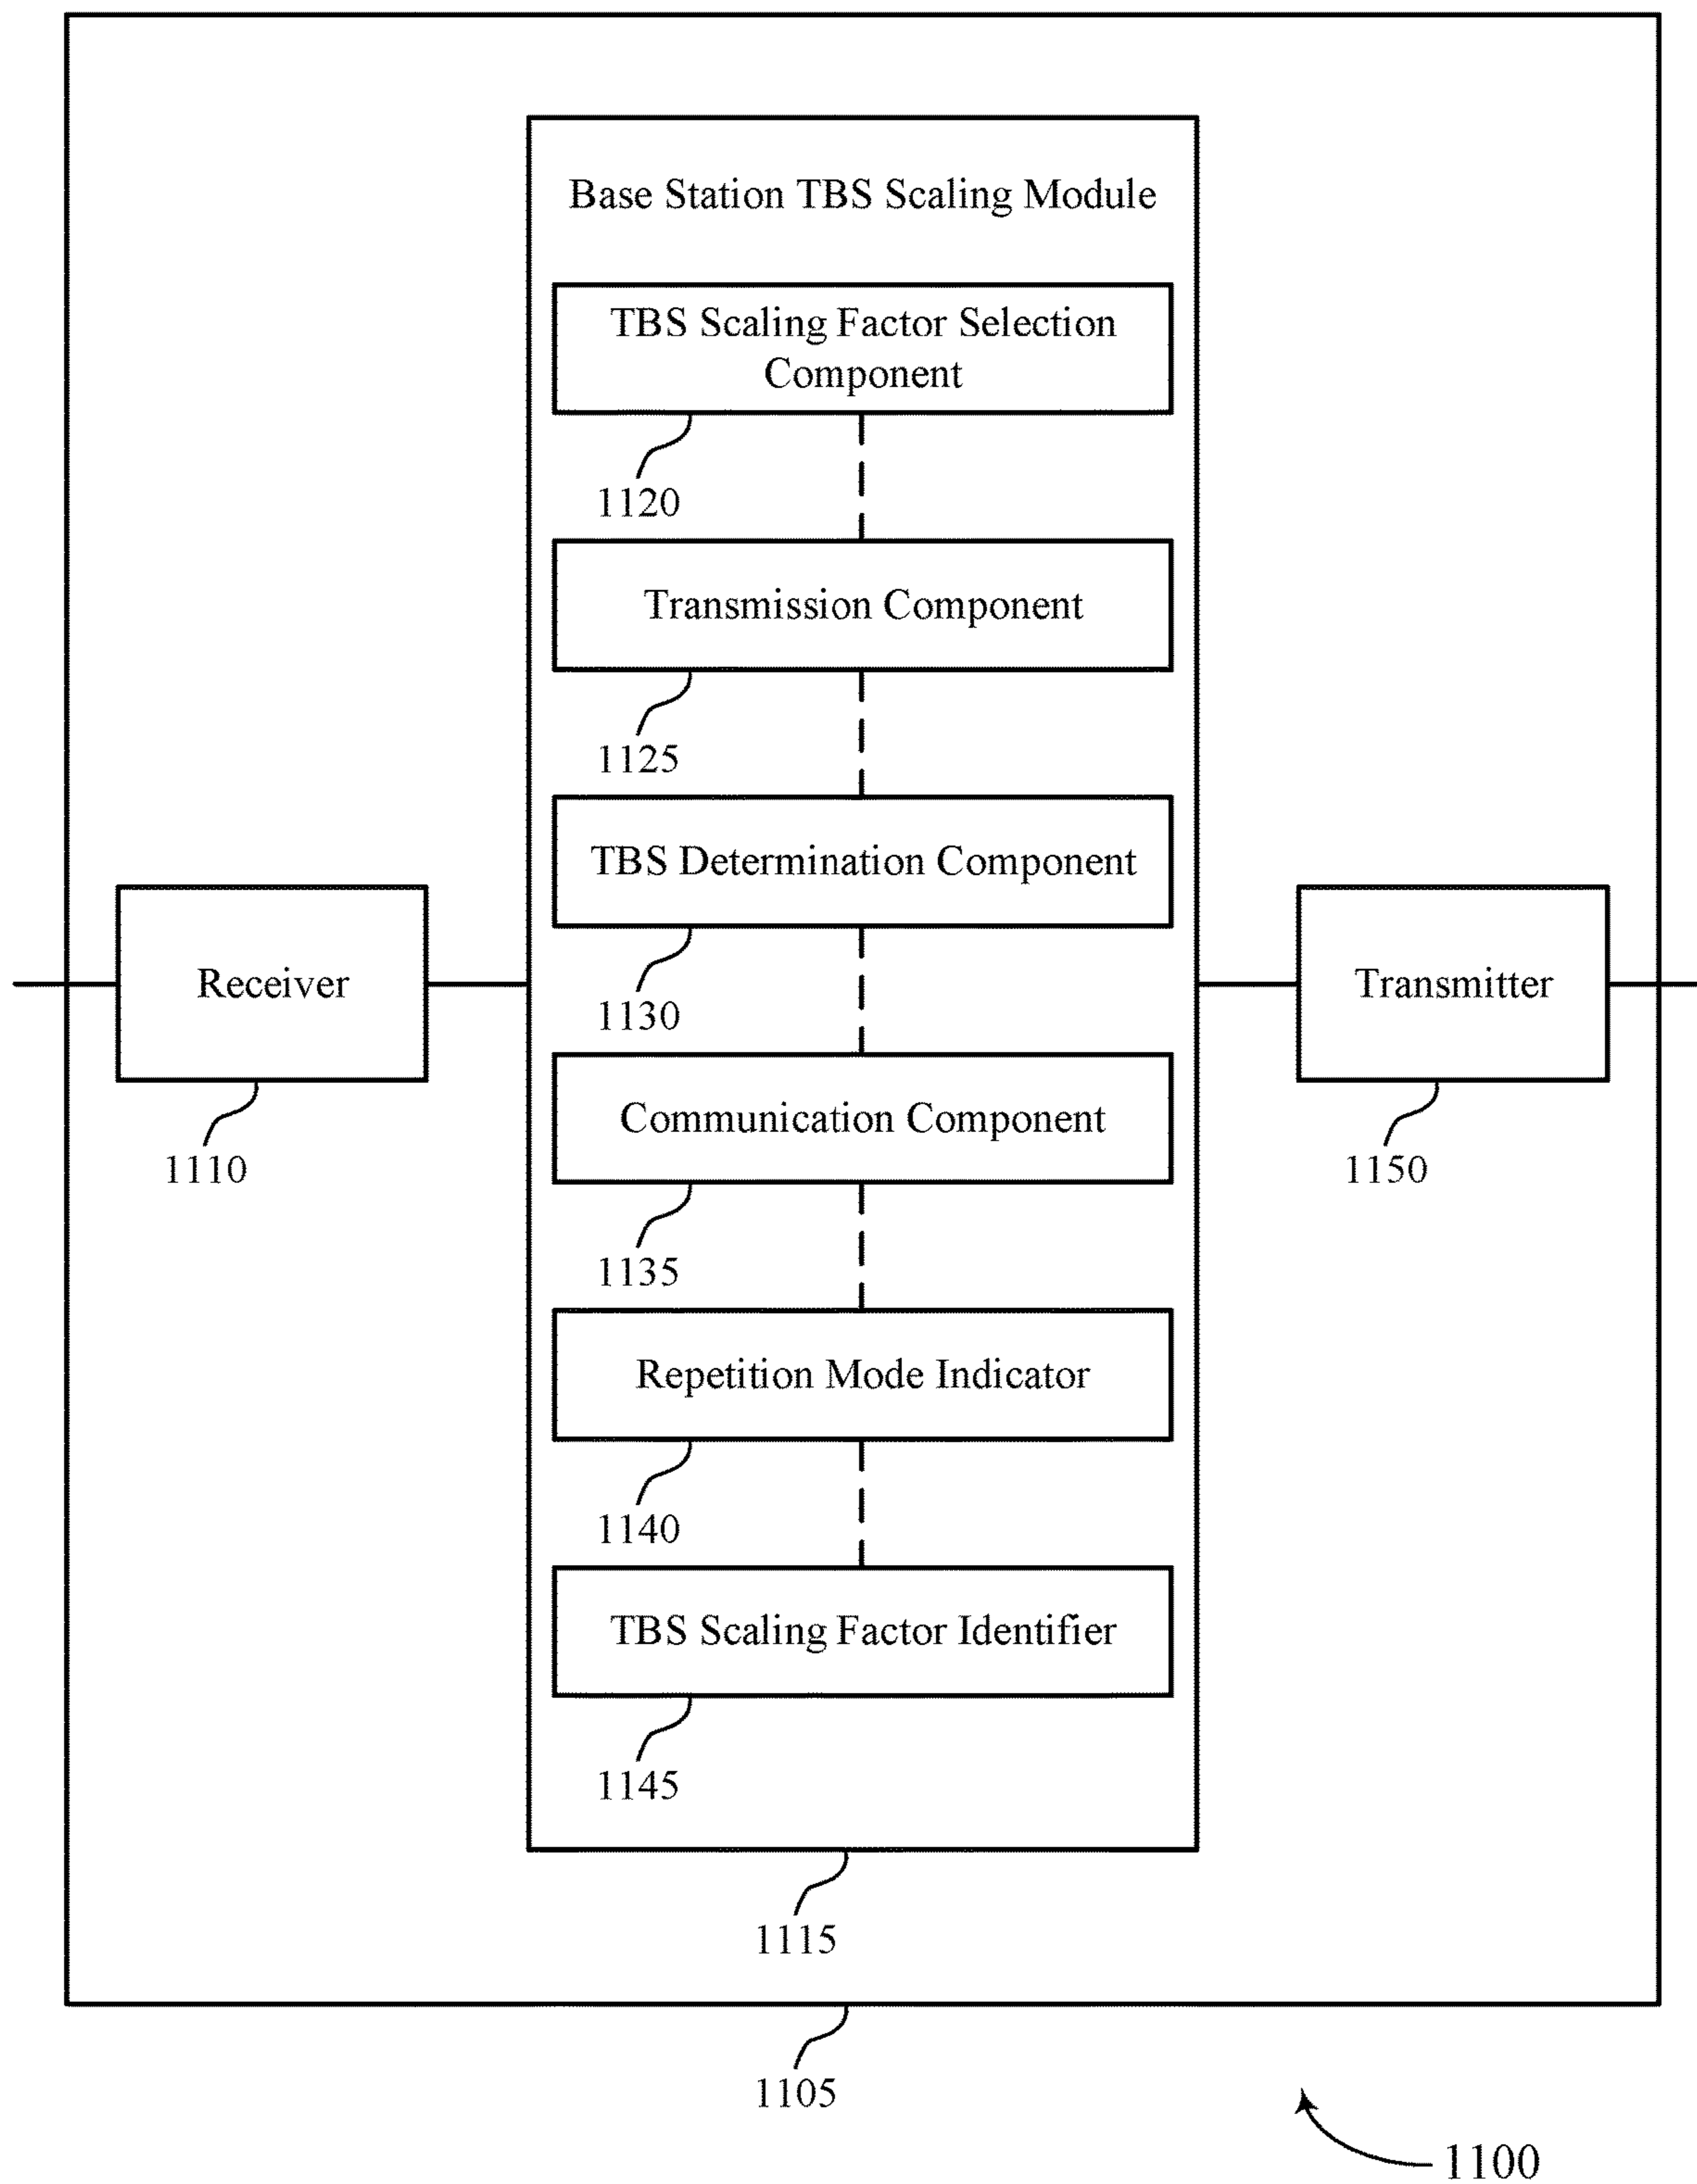 Base Station TBS Scaling Module
TBS Scaling Factor Selection
Component
1120
Transmission Component
1125
TBS Determination Component
1130
Receiver
1110
Transmitter
1150
Communication Component
1135
Repetition Mode Indicator
1140
TBS Scaling Factor Identifier
1145
1115
1105
1100